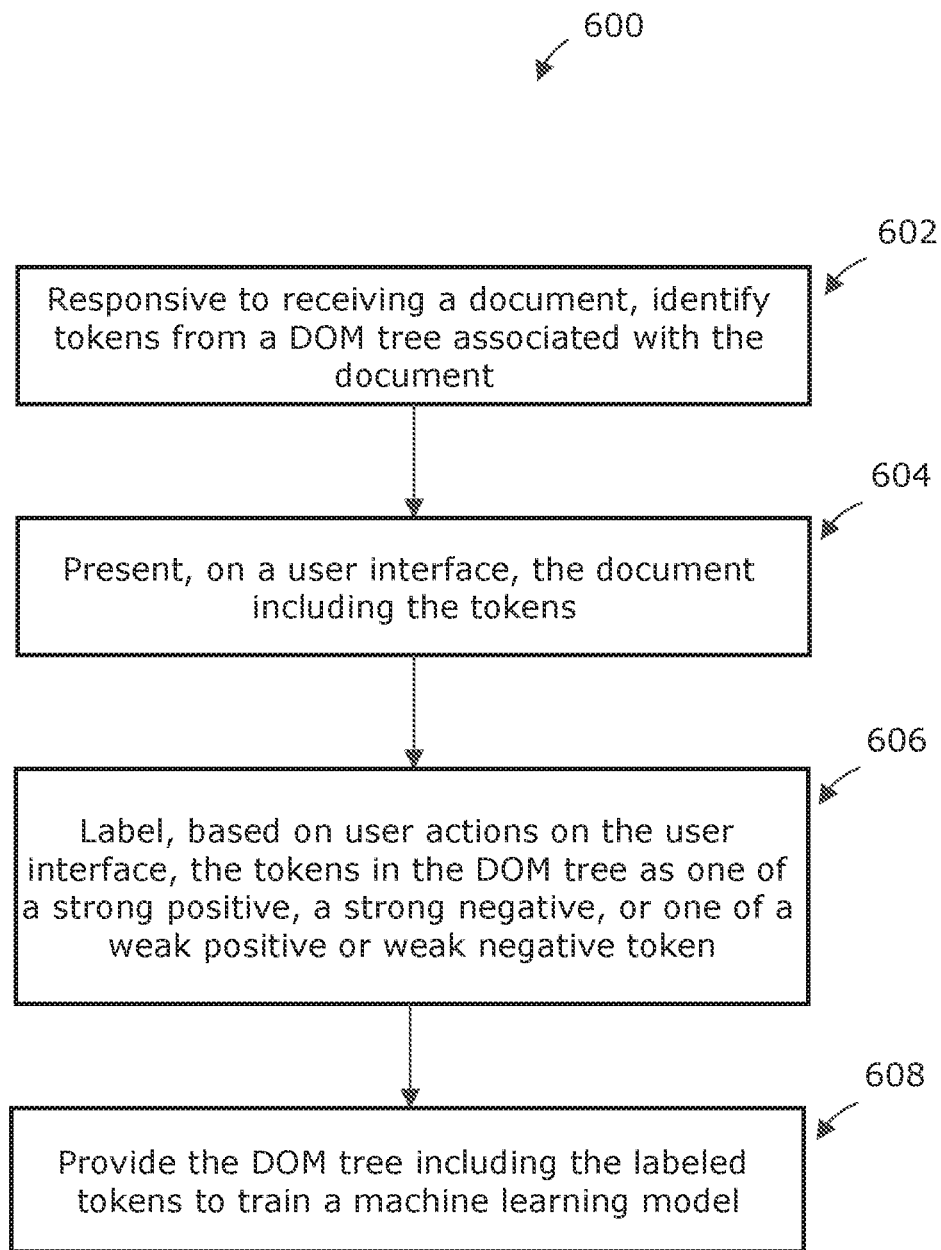 600
602
Responsive to receiving a document, identify
tokens from a DOM tree associated with the
document
604
Present, on a user interface, the document
including the tokens
606
Label, based on user actions on the user
interface, the tokens in the DOM tree as one of
a strong positive, a strong negative, or one of a
weak positive or weak negative token
608
Provide the DOM tree including the labeled
tokens to train a machine learning model